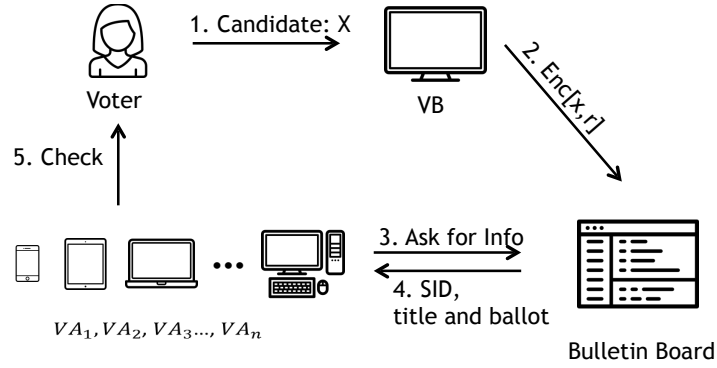 1. Candidate: X
Voter
VB
2. Enc[x,r]
5. Check
3. Ask for Info
4. SID,
title and ballot
VA₁, VA₂, VA₃..., VAₙ
Bulletin Board